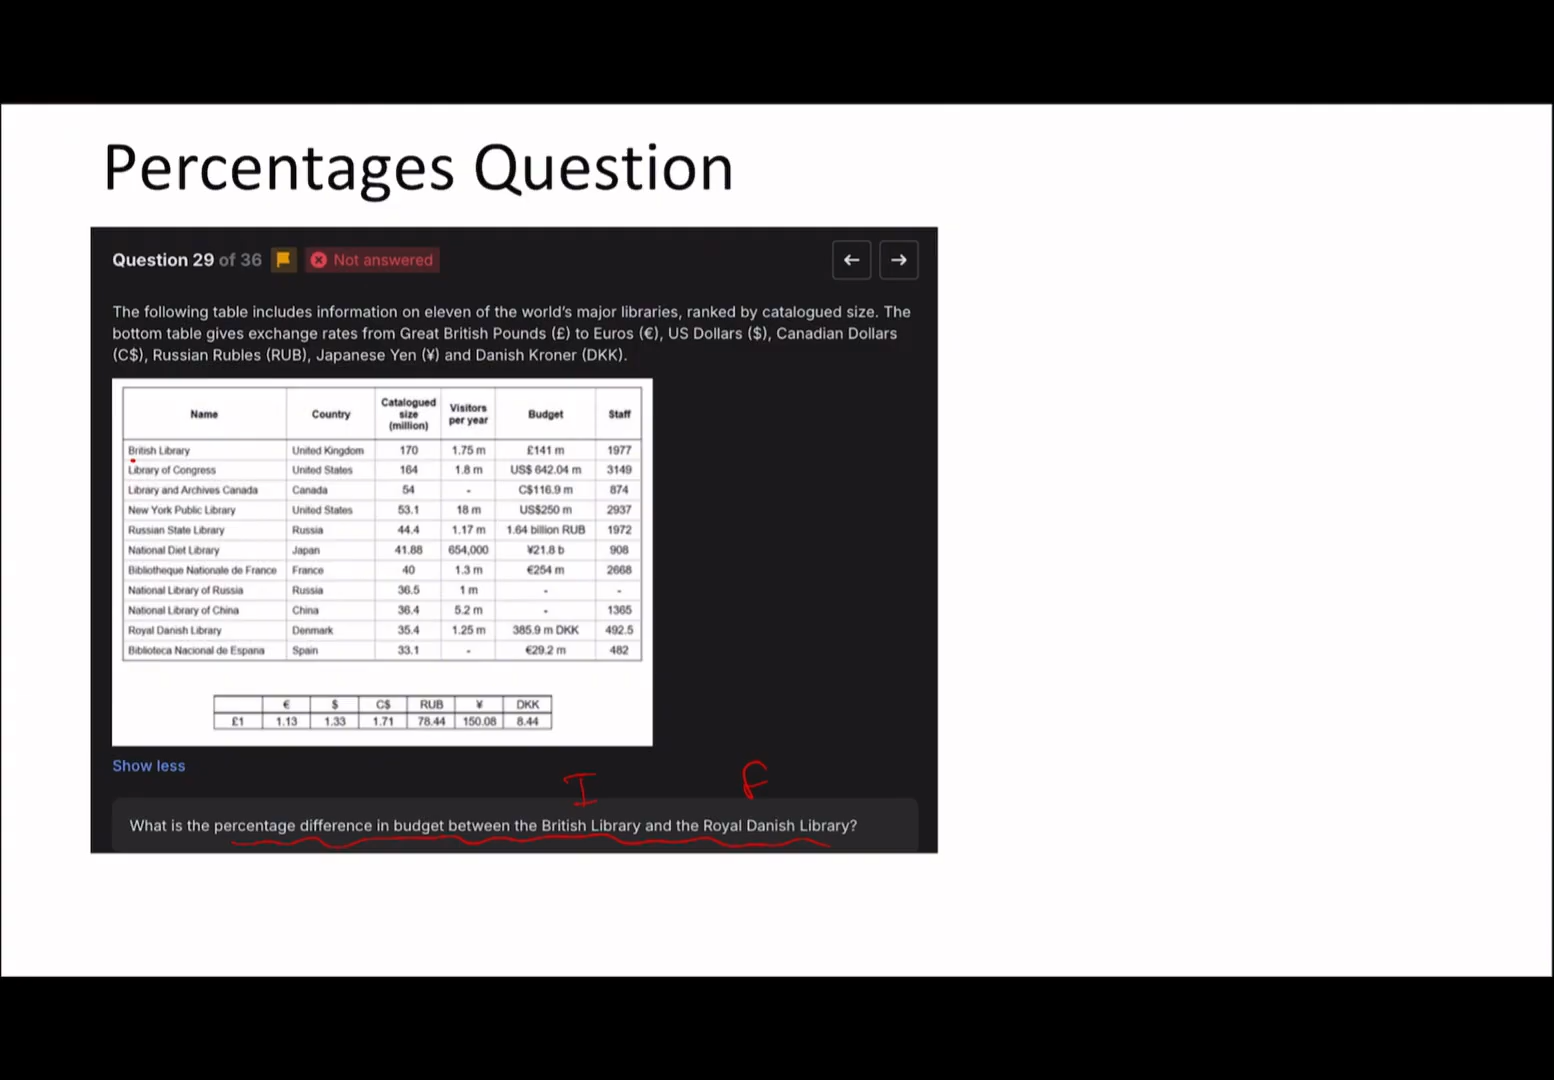 Percentages Question
Question 29 of 36 Not answered
The following table includes information on eleven of the world's major libraries, ranked by catalogued size. The
bottom table gives exchange rates from Great British Pounds (£) to Euros (€), US Dollars ($), Canadian Dollars
(C$), Russian Rubles (RUB), Japanese Yen (¥) and Danish Kroner (DKK).
Name Country Catalogued size (million) Visitors per year Budget Staff
British Library United Kingdom 170 1.75 m £141 m 1977
Library of Congress United States 164 1.8 m US$ 642.04 m 3149
Library and Archives Canada Canada 54 - C$116.9 m 874
New York Public Library United States 53.1 18 m US$250 m 2937
Russian State Library Russia 44.4 1.17 m 1.64 billion RUB 1972
National Diet Library Japan 41.88 654,000 ¥21.8 b 908
Bibliotheque Nationale de France France 40 1.3 m €254 m 2668
National Library of Russia Russia 36.5 1 m - -
National Library of China China 36.4 5.2 m - 1365
Royal Danish Library Denmark 35.4 1.25 m 385.9 m DKK 492.5
Biblioteca Nacional de Espana Spain 33.1 - €29.2 m 482
€ $ C$ RUB ¥ DKK
£1 1.13 1.33 1.71 78.44 150.08 8.44
Show less
I F
What is the percentage difference in budget between the British Library and the Royal Danish Library?